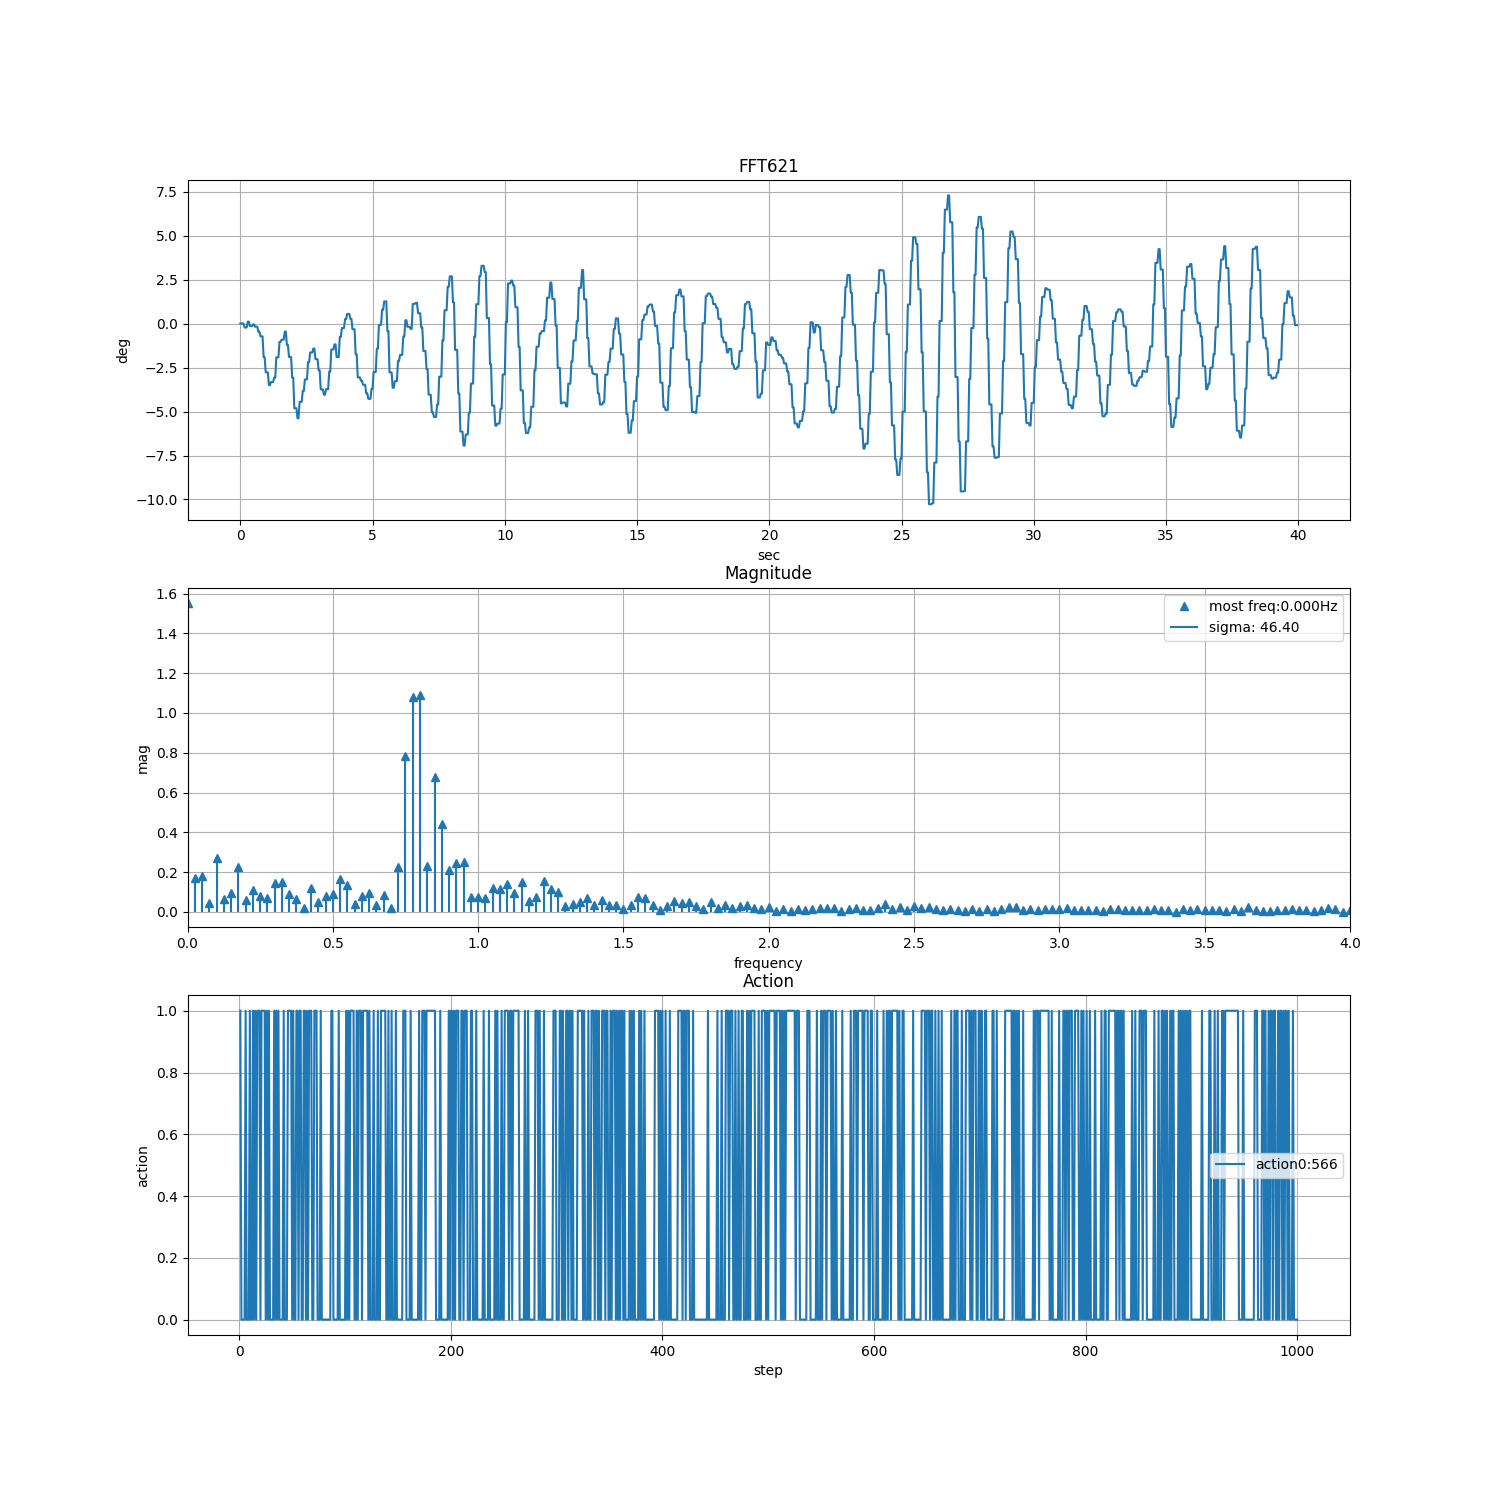 FFT621
7.5
5.0
2.5
0.0
−2.5
−5.0
−7.5
−10.0
deg
0 5 10 15 20 25 30 35 40
sec
Magnitude
1.6
1.4
1.2
1.0
0.8
0.6
0.4
0.2
0.0
mag
most freq:0.000Hz
sigma: 46.40
0.0 0.5 1.0 1.5 2.0 2.5 3.0 3.5 4.0
frequency
Action
1.0
0.8
0.6
0.4
0.2
0.0
action
action0:566
0 200 400 600 800 1000
step